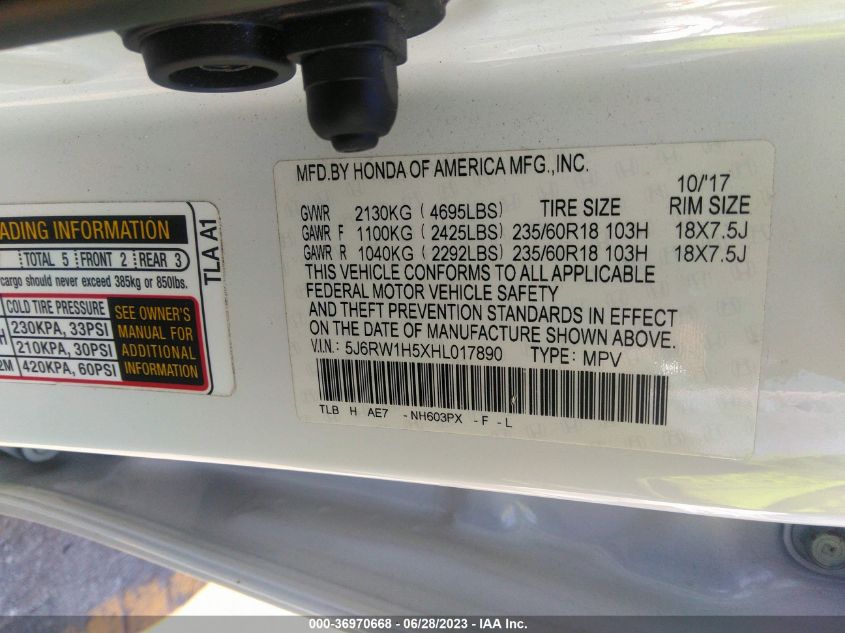 ADING INFORMATION
TOTAL 5 FRONT 2 REAR 3
cargo should never exceed 385kg or 850lbs.
COLD TIRE PRESSURE
H 230KPA, 33PSI
210KPA, 30PSI
2M 420KPA, 60PSI
SEE OWNER'S
MANUAL FOR
ADDITIONAL
INFORMATION
TLA A1
MFD.BY HONDA OF AMERICA MFG.,INC.
10/'17
GVWR 2130KG (4695LBS) TIRE SIZE RIM SIZE
GAWR F 1100KG (2425LBS) 235/60R18 103H 18X7.5J
GAWR R 1040KG (2292LBS) 235/60R18 103H 18X7.5J
THIS VEHICLE CONFORMS TO ALL APPLICABLE
FEDERAL MOTOR VEHICLE SAFETY
AND THEFT PREVENTION STANDARDS IN EFFECT
ON THE DATE OF MANUFACTURE SHOWN ABOVE.
V.I.N.: 5J6RW1H5XHL017890 TYPE: MPV
TLB H AE7 -NH603PX -F -L
000-36970668 - 06/28/2023 - IAA Inc.